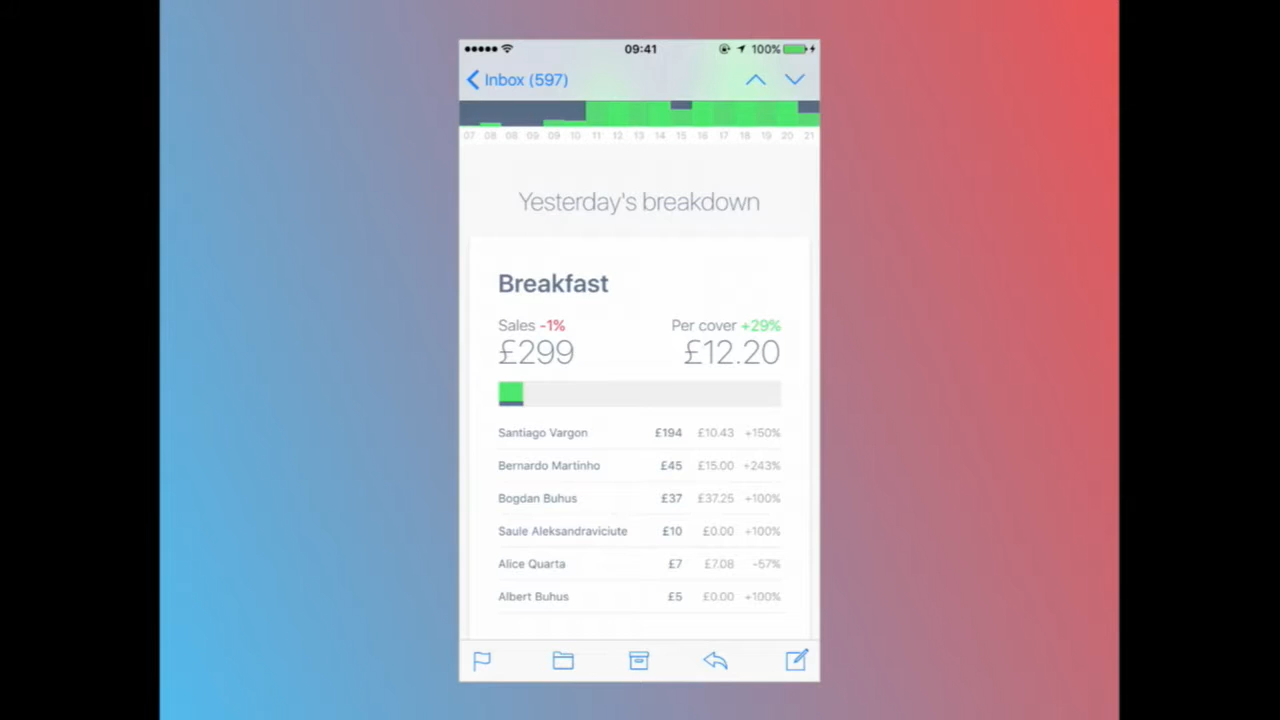 09:41 100%
Inbox (597)
07 08 08 09 09 10 11 12 13 14 15 16 17 18 19 20 21
Yesterday's breakdown
Breakfast
Sales -1% Per cover +29%
£299 £12.20
Santiago Vargon £194 £10.43 +150%
Bernardo Martinho £45 £15.00 +243%
Bogdan Buhus £37 £37.25 +100%
Saule Aleksandraviciute £10 £0.00 +100%
Alice Quarta £7 £7.08 -57%
Albert Buhus £5 £0.00 +100%